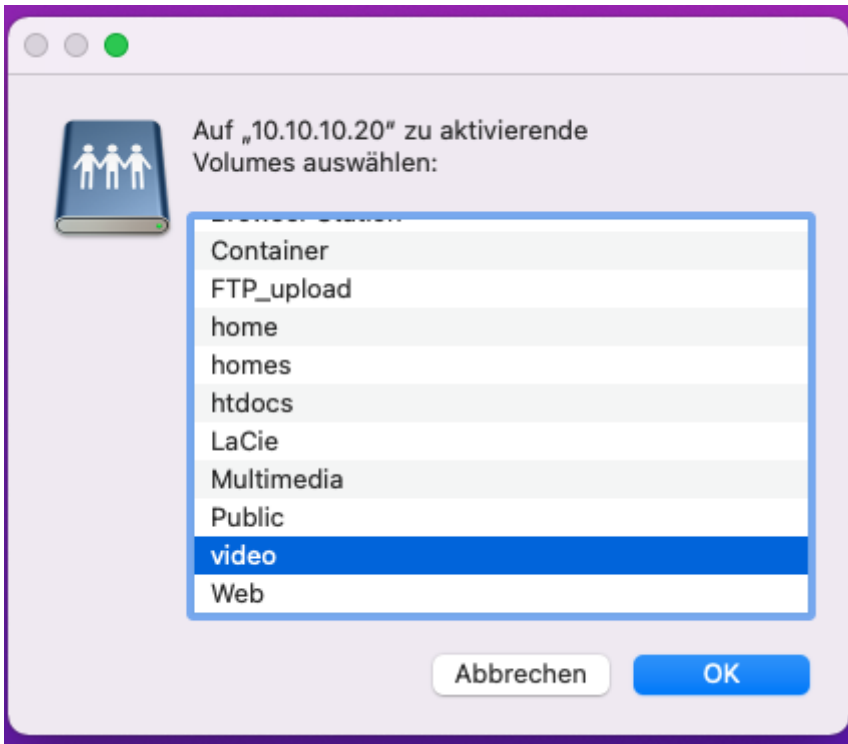 Auf „10.10.10.20" zu aktivierende
Volumes auswählen:
Container
FTP_upload
home
homes
htdocs
LaCie
Multimedia
Public
video
Web
Abbrechen
OK